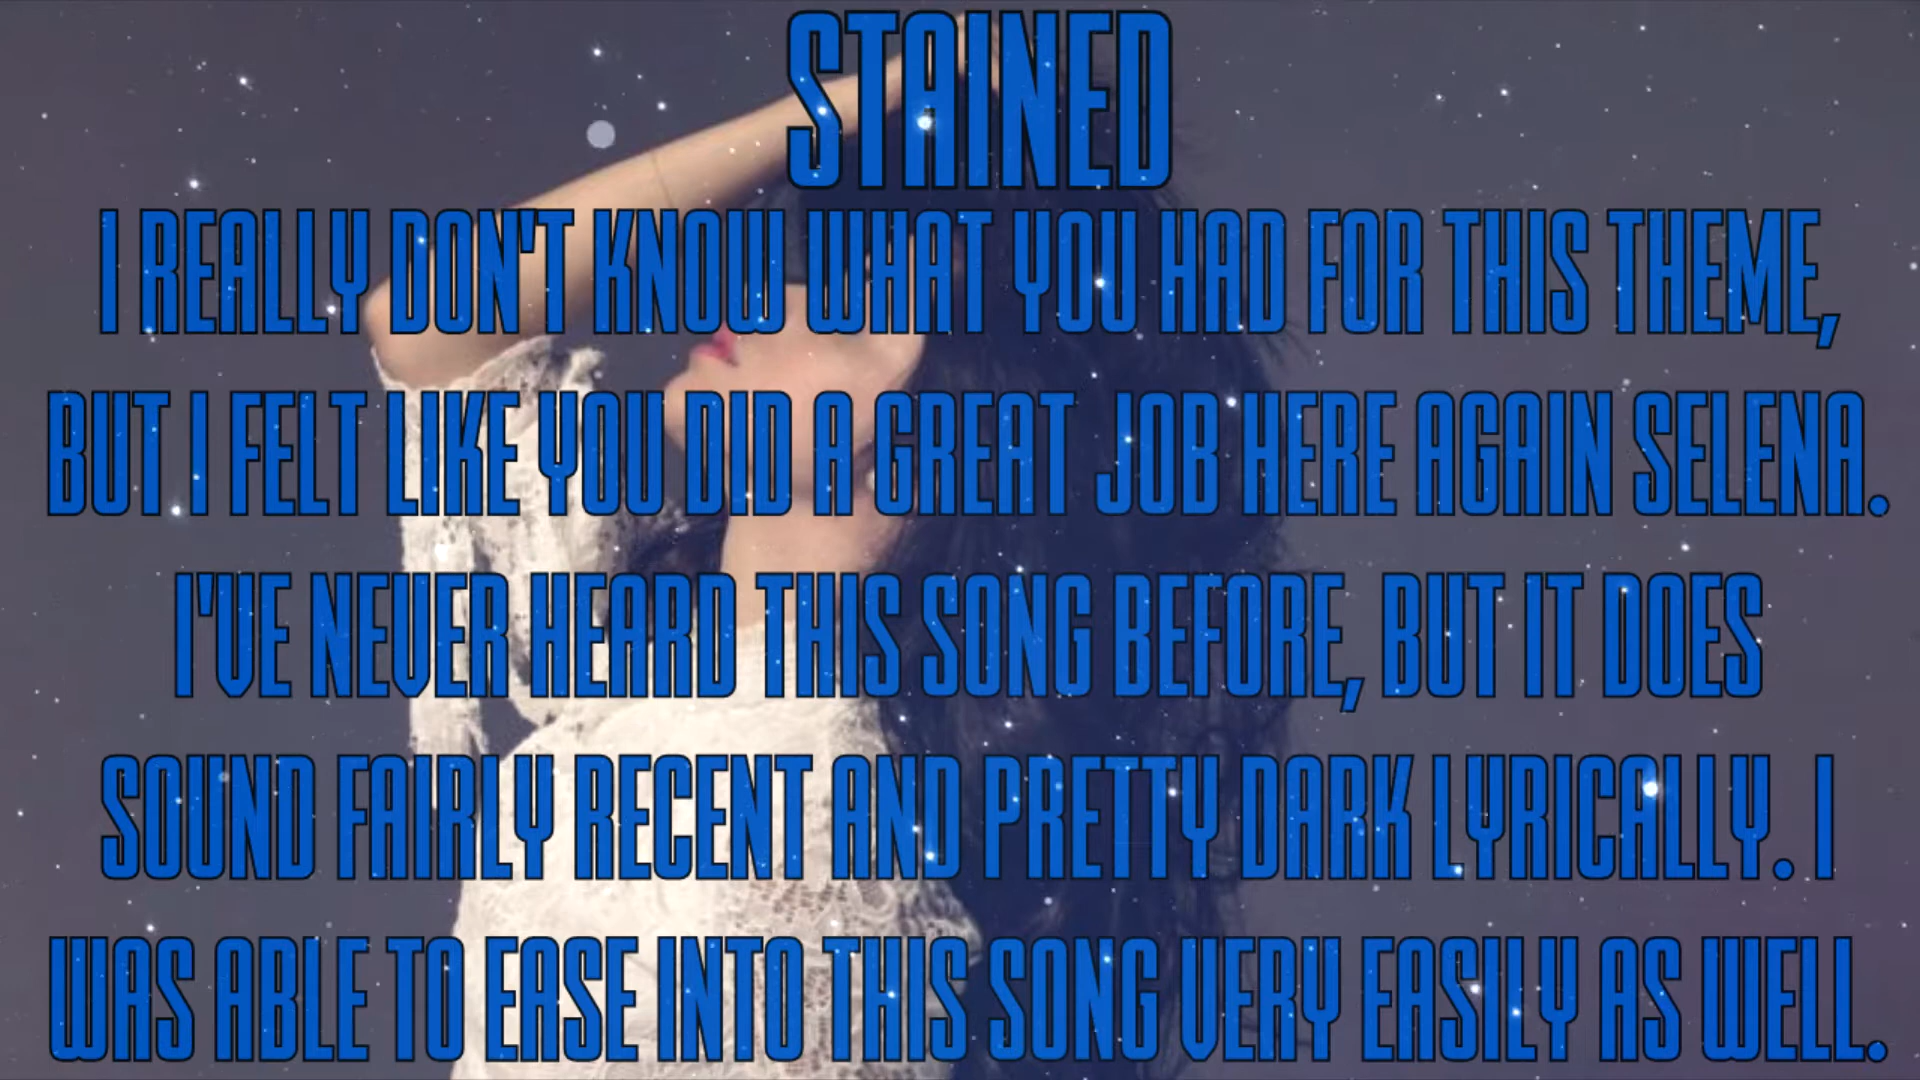 STAINED
I REALLY DON'T KNOW WHAT YOU HAD FOR THIS THEME,
BUT I FELT LIKE YOU DID A GREAT JOB HERE AGAIN SELENA.
I'VE NEVER HEARD THIS SONG BEFORE, BUT IT DOES
SOUND FAIRLY RECENT AND PRETTY DARK LYRICALLY. I
WAS ABLE TO EASE INTO THIS SONG VERY EASILY AS WELL.